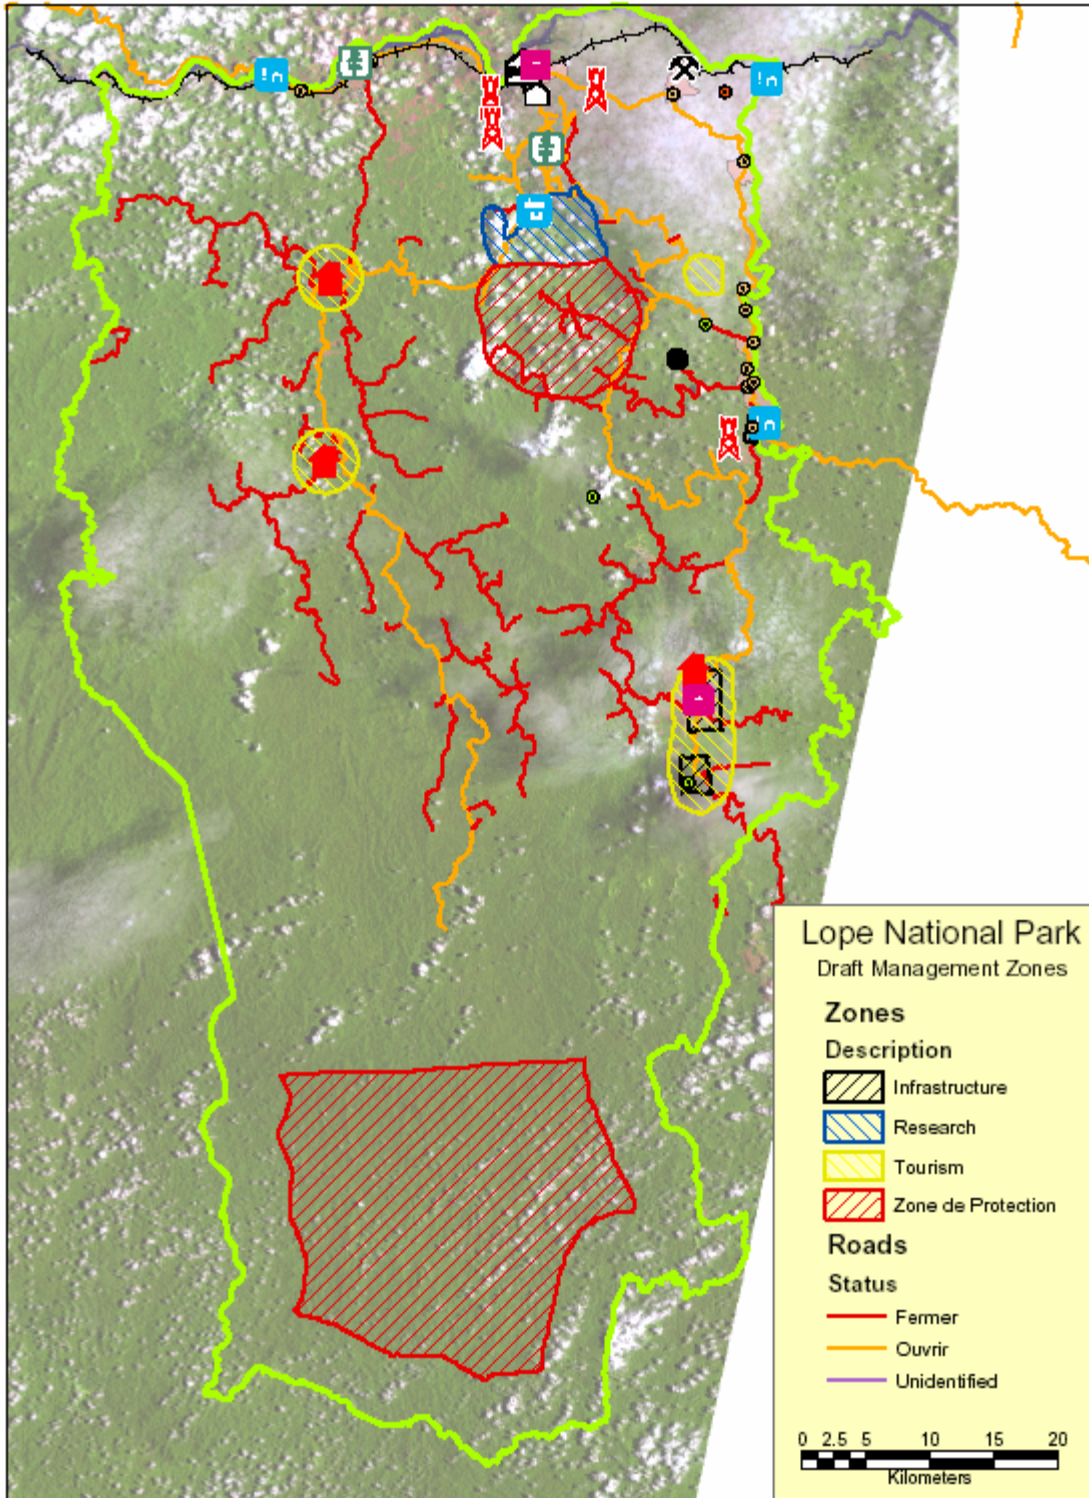 Lope National Park
Draft Management Zones
Zones
Description
Infrastructure
Research
Tourism
Zone de Protection
Roads
Status
Fermer
Ouvrir
Unidentified
0 2.5 5 10 15 20
Kilometers